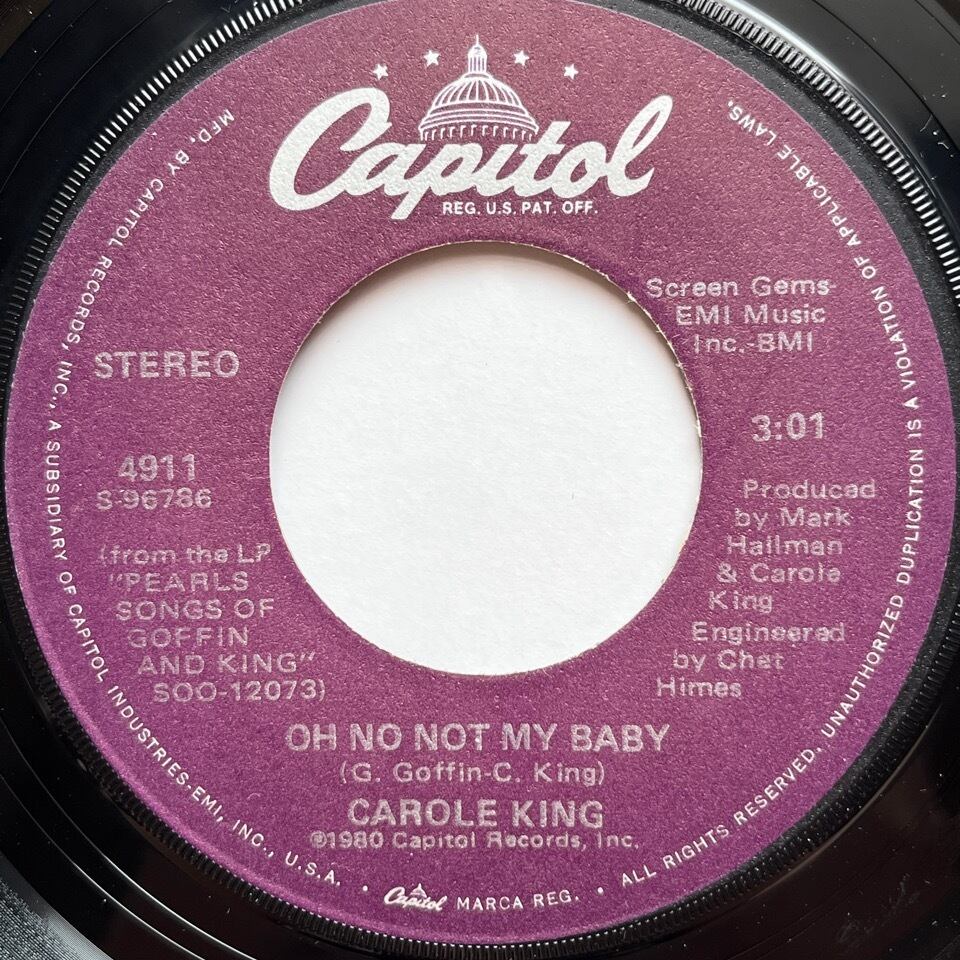 Capitol
REG. U.S. PAT. OFF.
Screen Gems-
EMI Music
Inc.-BMI
STEREO
3:01
4911
S-96786
(from the LP
"PEARLS
SONGS OF
GOFFIN
AND KING"
SOO-12073)
Produced
by Mark
Hallman
& Carole
King
Engineered
by Chet
Himes
OH NO NOT MY BABY
(G. Goffin-C. King)
CAROLE KING
℗1980 Capitol Records, Inc.
MFD. BY CAPITOL RECORDS, INC., A SUBSIDIARY OF CAPITOL INDUSTRIES-EMI, INC., U.S.A. • Capitol MARCA REG. • ALL RIGHTS RESERVED. UNAUTHORIZED DUPLICATION IS A VIOLATION OF APPLICABLE LAWS.